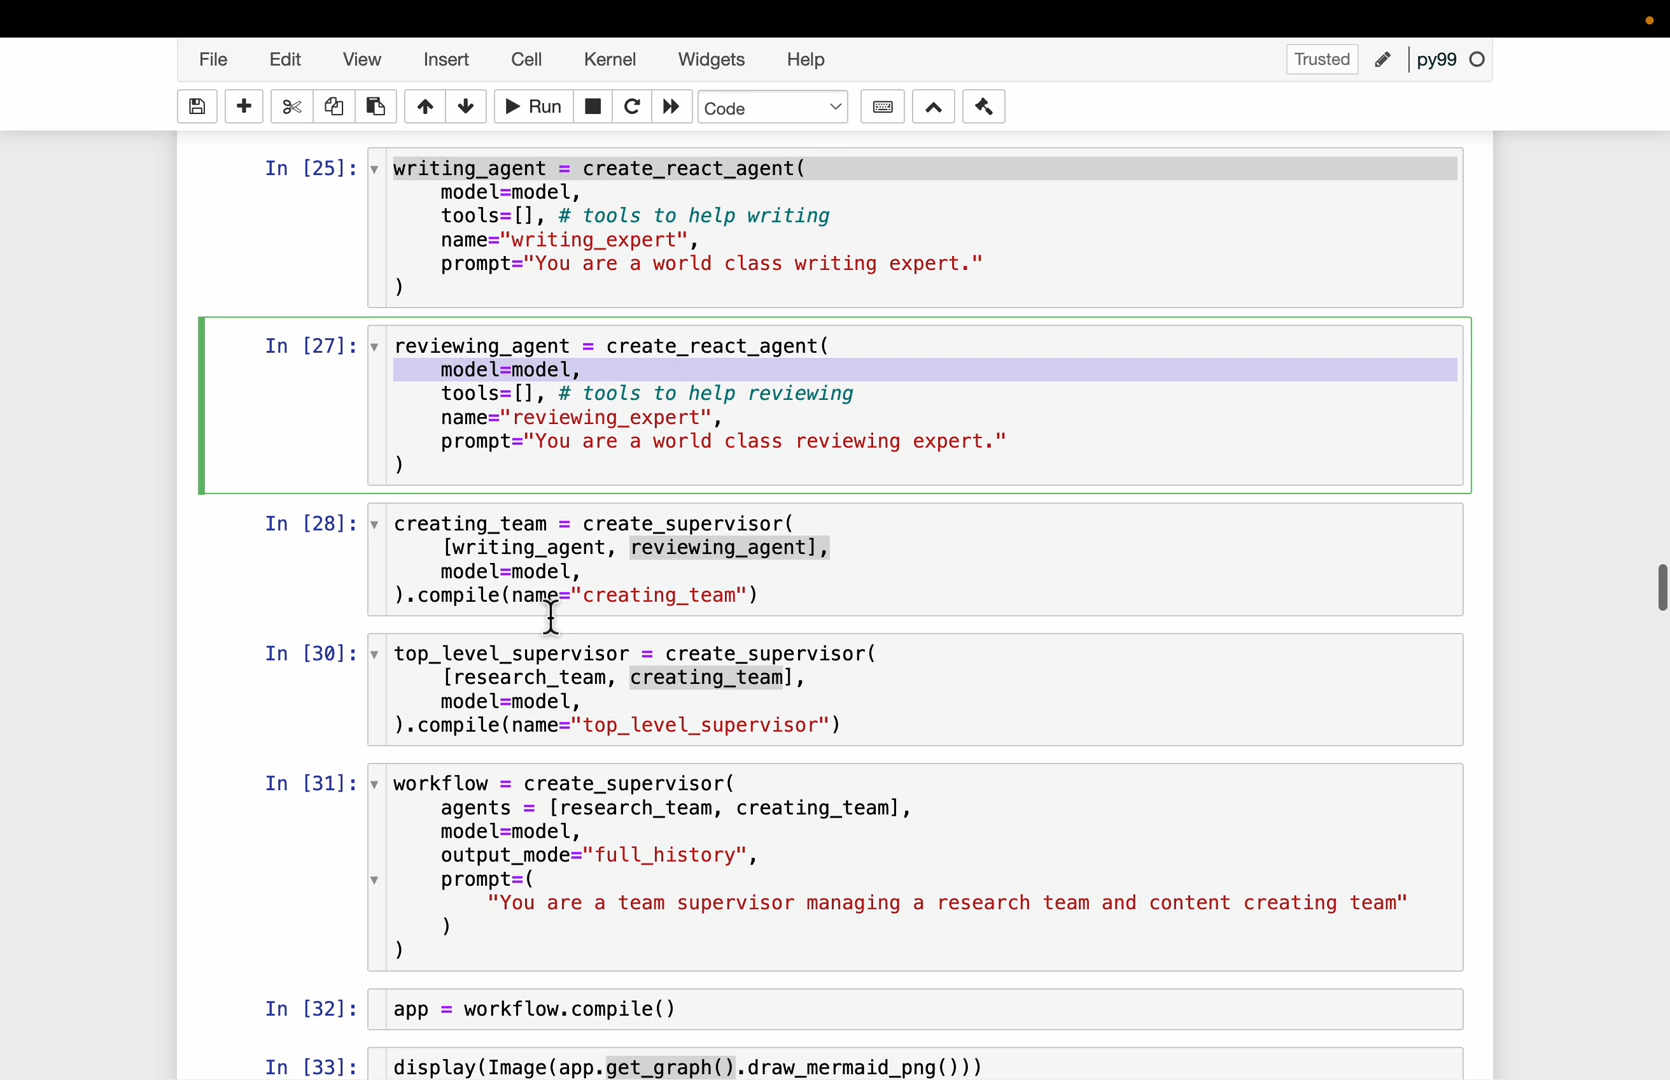 File Edit View Insert Cell Kernel Widgets Help Trusted py99
Run Code
In [25]: writing_agent = create_react_agent(
model=model,
tools=[], # tools to help writing
name="writing_expert",
prompt="You are a world class writing expert."
)
In [27]: reviewing_agent = create_react_agent(
model=model,
tools=[], # tools to help reviewing
name="reviewing_expert",
prompt="You are a world class reviewing expert."
)
In [28]: creating_team = create_supervisor(
[writing_agent, reviewing_agent],
model=model,
).compile(name="creating_team")
In [30]: top_level_supervisor = create_supervisor(
[research_team, creating_team],
model=model,
).compile(name="top_level_supervisor")
In [31]: workflow = create_supervisor(
agents = [research_team, creating_team],
model=model,
output_mode="full_history",
prompt=(
"You are a team supervisor managing a research team and content creating team"
)
)
In [32]: app = workflow.compile()
In [33]: display(Image(app.get_graph().draw_mermaid_png()))